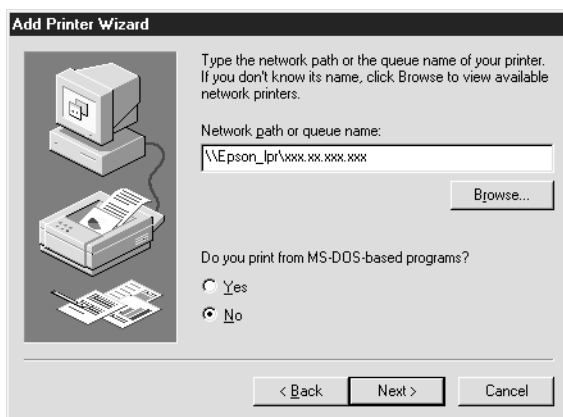 Add Printer Wizard
Type the network path or the queue name of your printer.
If you don't know its name, click Browse to view available
network printers.
Network path or queue name:
\\Epson_lpr\xxx.xx.xxx.xxx
Browse...
Do you print from MS-DOS-based programs?
Yes
No
< Back
Next >
Cancel